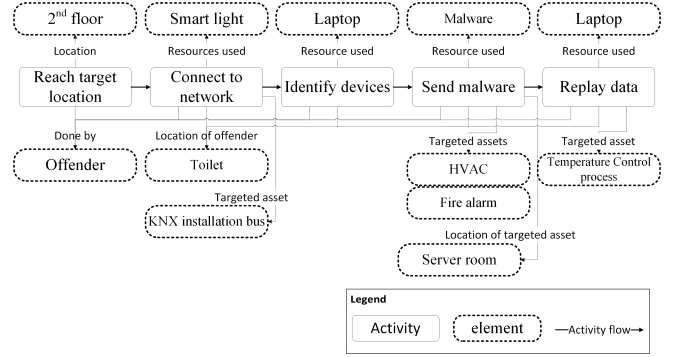 2nd floor
Smart light
Laptop
Malware
Laptop
Location
Resources used
Resource used
Resource used
Resource used
Reach target
location
Connect to
network
Identify devices
Send malware
Replay data
Done by
Location of offender
Targeted assets
Targeted asset
Offender
Toilet
HVAC
Temperature Control
process
Targeted asset
KNX installation bus
Fire alarm
Location of targeted asset
Server room
Legend
Activity
element
Activity flow